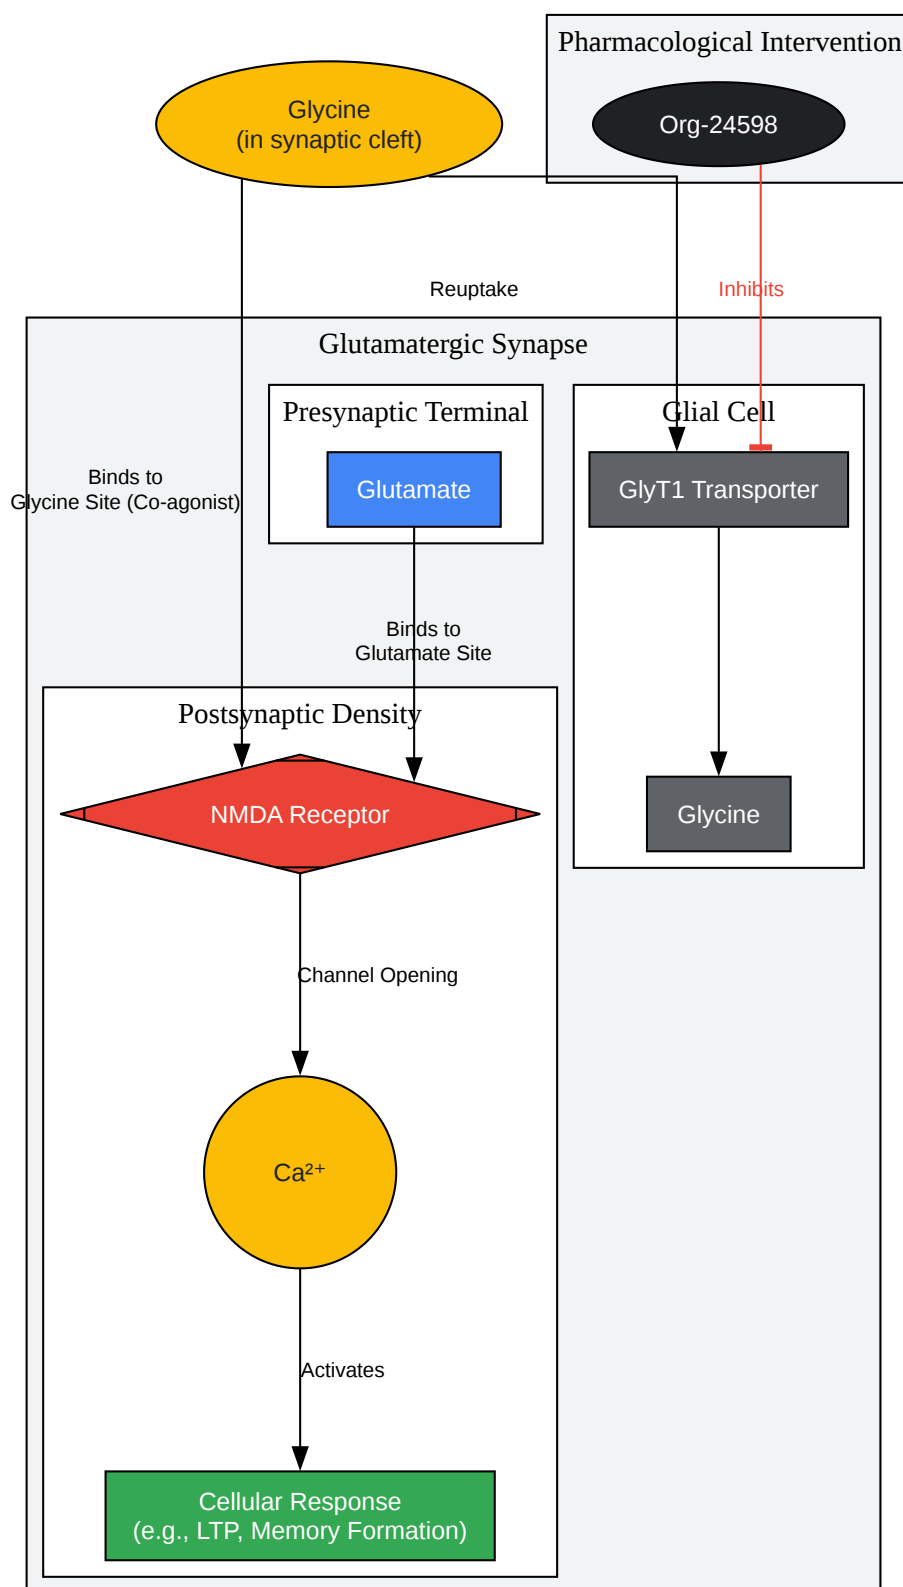 Pharmacological Intervention
Glycine
(in synaptic cleft)
Org-24598
Reuptake
Inhibits
Glutamatergic Synapse
Presynaptic Terminal
Glial Cell
Binds to
Glycine Site (Co-agonist)
Glutamate
GlyT1 Transporter
Binds to
Glutamate Site
Postsynaptic Density
NMDA Receptor
Glycine
Channel Opening
Ca²⁺
Activates
Cellular Response
(e.g., LTP, Memory Formation)